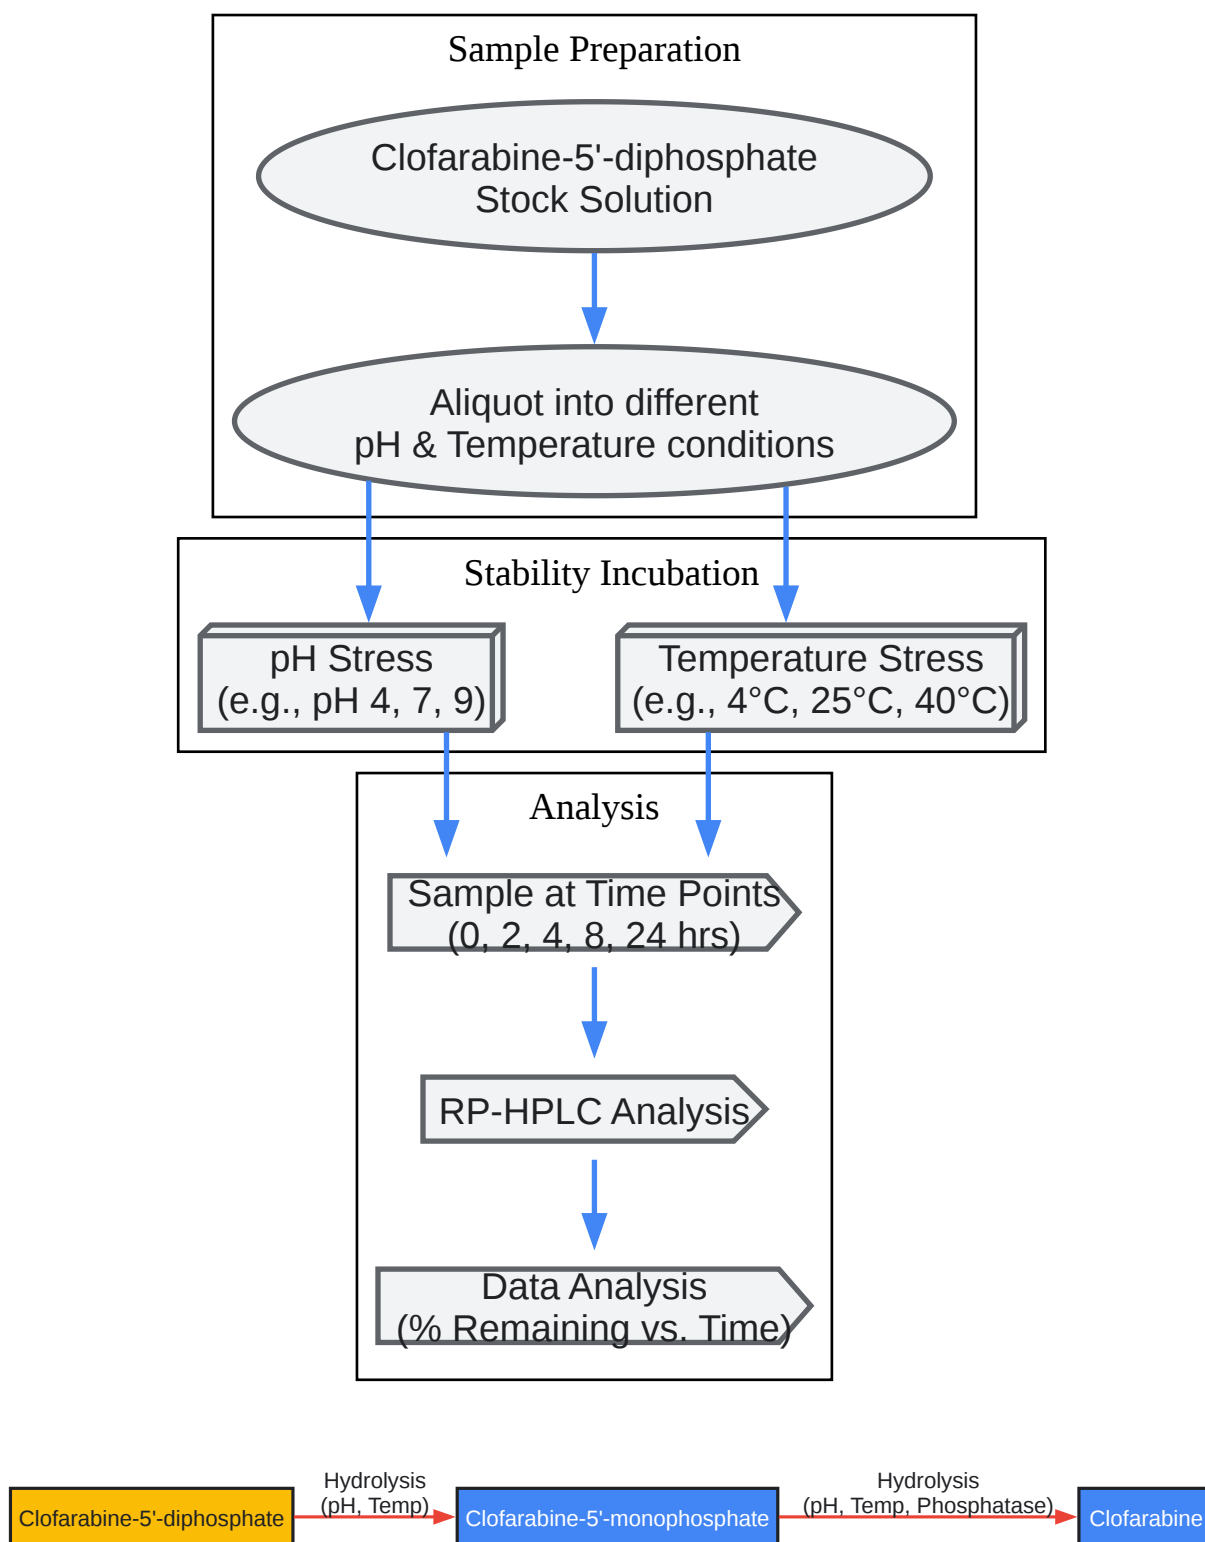 Sample Preparation
Clofarabine-5'-diphosphate
Stock Solution
Aliquot into different
pH & Temperature conditions
Stability Incubation
pH Stress
(e.g., pH 4, 7, 9)
Temperature Stress
(e.g., 4°C, 25°C, 40°C)
Analysis
Sample at Time Points
(0, 2, 4, 8, 24 hrs)
RP-HPLC Analysis
Data Analysis
(% Remaining vs. Time)
Clofarabine-5'-diphosphate
Hydrolysis
(pH, Temp)
Clofarabine-5'-monophosphate
Hydrolysis
(pH, Temp, Phosphatase)
Clofarabine